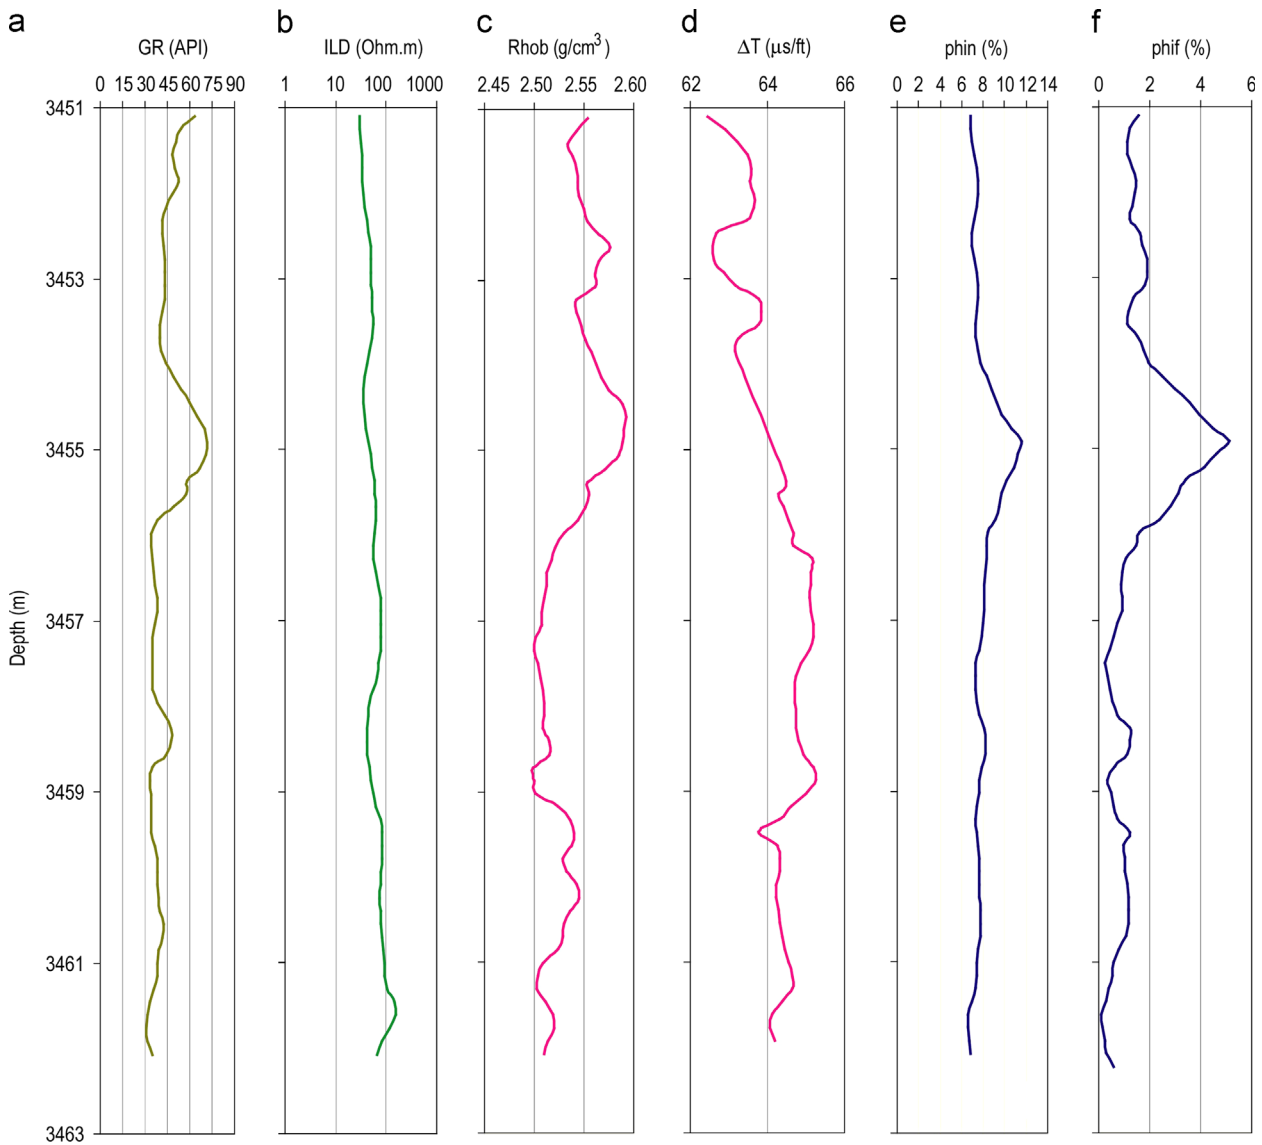 a b c d e f
GR (API) ILD (Ohm.m) Rhob (g/cm³) ΔT (μs/ft) phin (%) phif (%)
0 15 30 45 60 75 90 1 10 100 1000 2.45 2.50 2.55 2.60 62 64 66 0 2 4 6 8 10 12 14 0 2 4 6
3451
3453
3455
3457
3459
3461
3463
Depth (m)